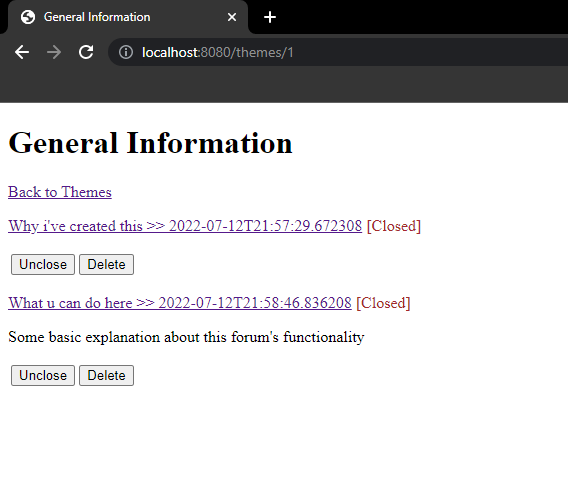 General Information
localhost:8080/themes/1
General Information
Back to Themes
Why i've created this >> 2022-07-12T21:57:29.672308 [Closed]
Unclose Delete
What u can do here >> 2022-07-12T21:58:46.836208 [Closed]
Some basic explanation about this forum's functionality
Unclose Delete